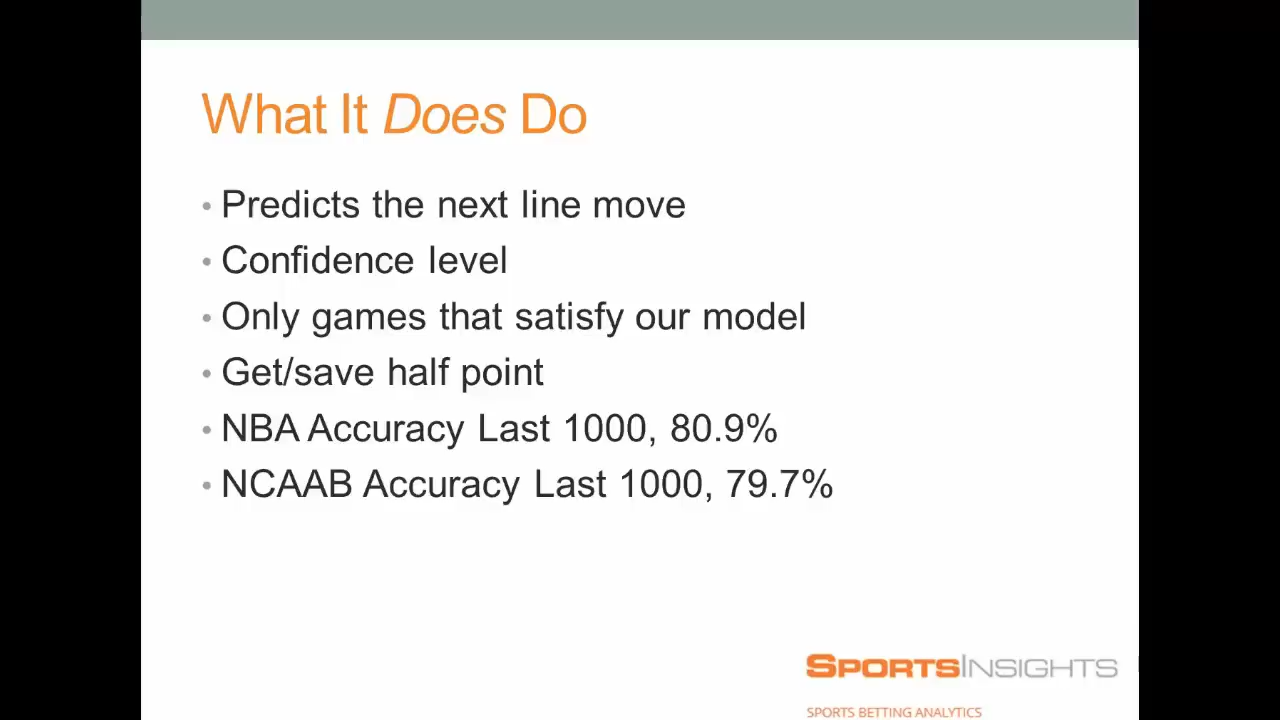 What It Does Do
• Predicts the next line move
• Confidence level
• Only games that satisfy our model
• Get/save half point
• NBA Accuracy Last 1000, 80.9%
• NCAAB Accuracy Last 1000, 79.7%
SPORTSINSIGHTS
SPORTS BETTING ANALYTICS